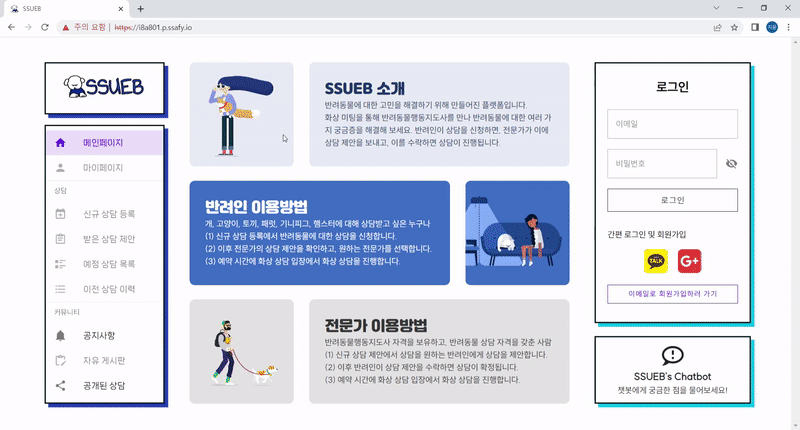 SSUEB
주의 요함
https://i8a801.p.ssafy.io
SSUEB
메인페이지
마이페이지
상담
신규 상담 등록
받은 상담 제안
예정 상담 목록
이전 상담 이력
커뮤니티
공지사항
자유 게시판
공개된 상담
SSUEB 소개
반려동물에 대한 고민을 해결하기 위해 만들어진 플랫폼입니다.
화상 미팅을 통해 반려동물행동지도사를 만나 반려동물에 대한 여러 가
지 궁금증을 해결해 보세요. 반려인이 상담을 신청하면, 전문가가 이에
상담 제안을 보내고, 이를 수락하면 상담이 진행됩니다.
반려인 이용방법
개, 고양이, 토끼, 패럿, 기니피그, 햄스터에 대해 상담받고 싶은 누구나
(1) 신규 상담 등록에서 반려동물에 대한 상담을 신청합니다.
(2) 이후 전문가의 상담 제안을 확인하고, 원하는 전문가를 선택합니다.
(3) 예약 시간에 화상 상담 입장에서 화상 상담을 진행합니다.
전문가 이용방법
반려동물행동지도사 자격을 보유하고, 반려동물 상담 자격을 갖춘 사람
(1) 신규 상담 제안에서 상담을 원하는 반려인에게 상담을 제안합니다.
(2) 이후 반려인이 상담 제안을 수락하면 상담이 확정됩니다.
(3) 예약 시간에 화상 상담 입장에서 화상 상담을 진행합니다.
로그인
이메일
비밀번호
로그인
간편 로그인 및 회원가입
TALK
G+
이메일로 회원가입하러 가기
SSUEB's Chatbot
챗봇에게 궁금한 점을 물어보세요!